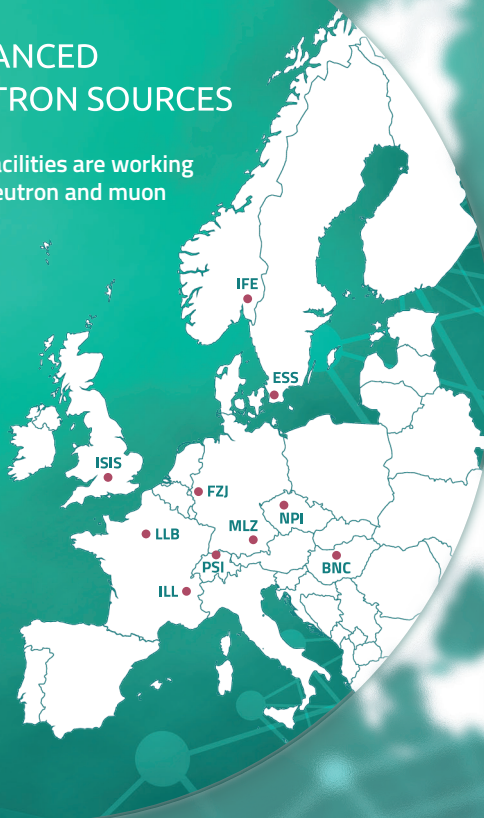 ANCED
TRON SOURCES
acilities are working
eutron and muon
IFE
ESS
ISIS
FZJ
NPI
MLZ
LLB
PSI
BNC
ILL